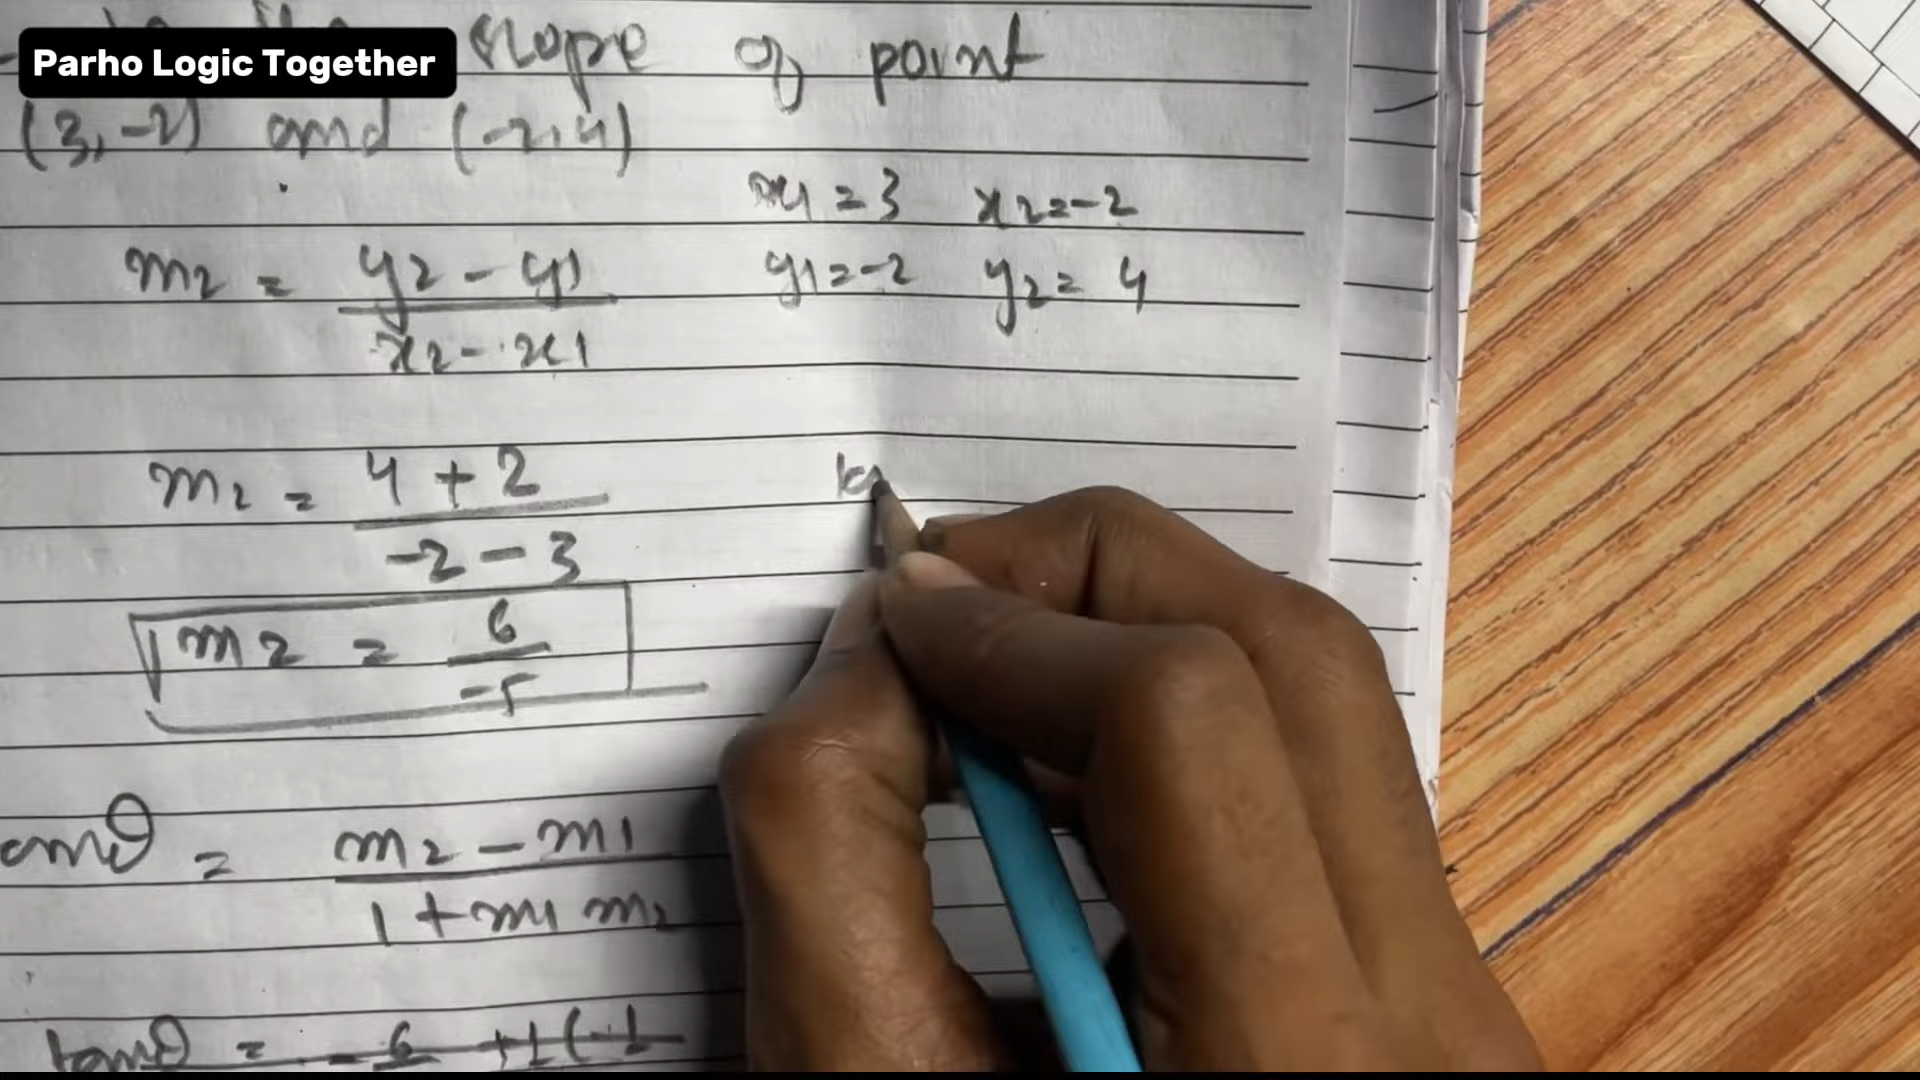 Parho Logic Together
slope of point
(3, -2) and (-2, 4)
x1 = 3 x2 = -2
m2 = y2 - y1 / x2 - x1
y1 = -2 y2 = 4
m2 = 4 + 2 / -2 - 3
m2 = 6 / -5
tanθ = m2 - m1 / 1 + m1 m2
tanθ = - 6